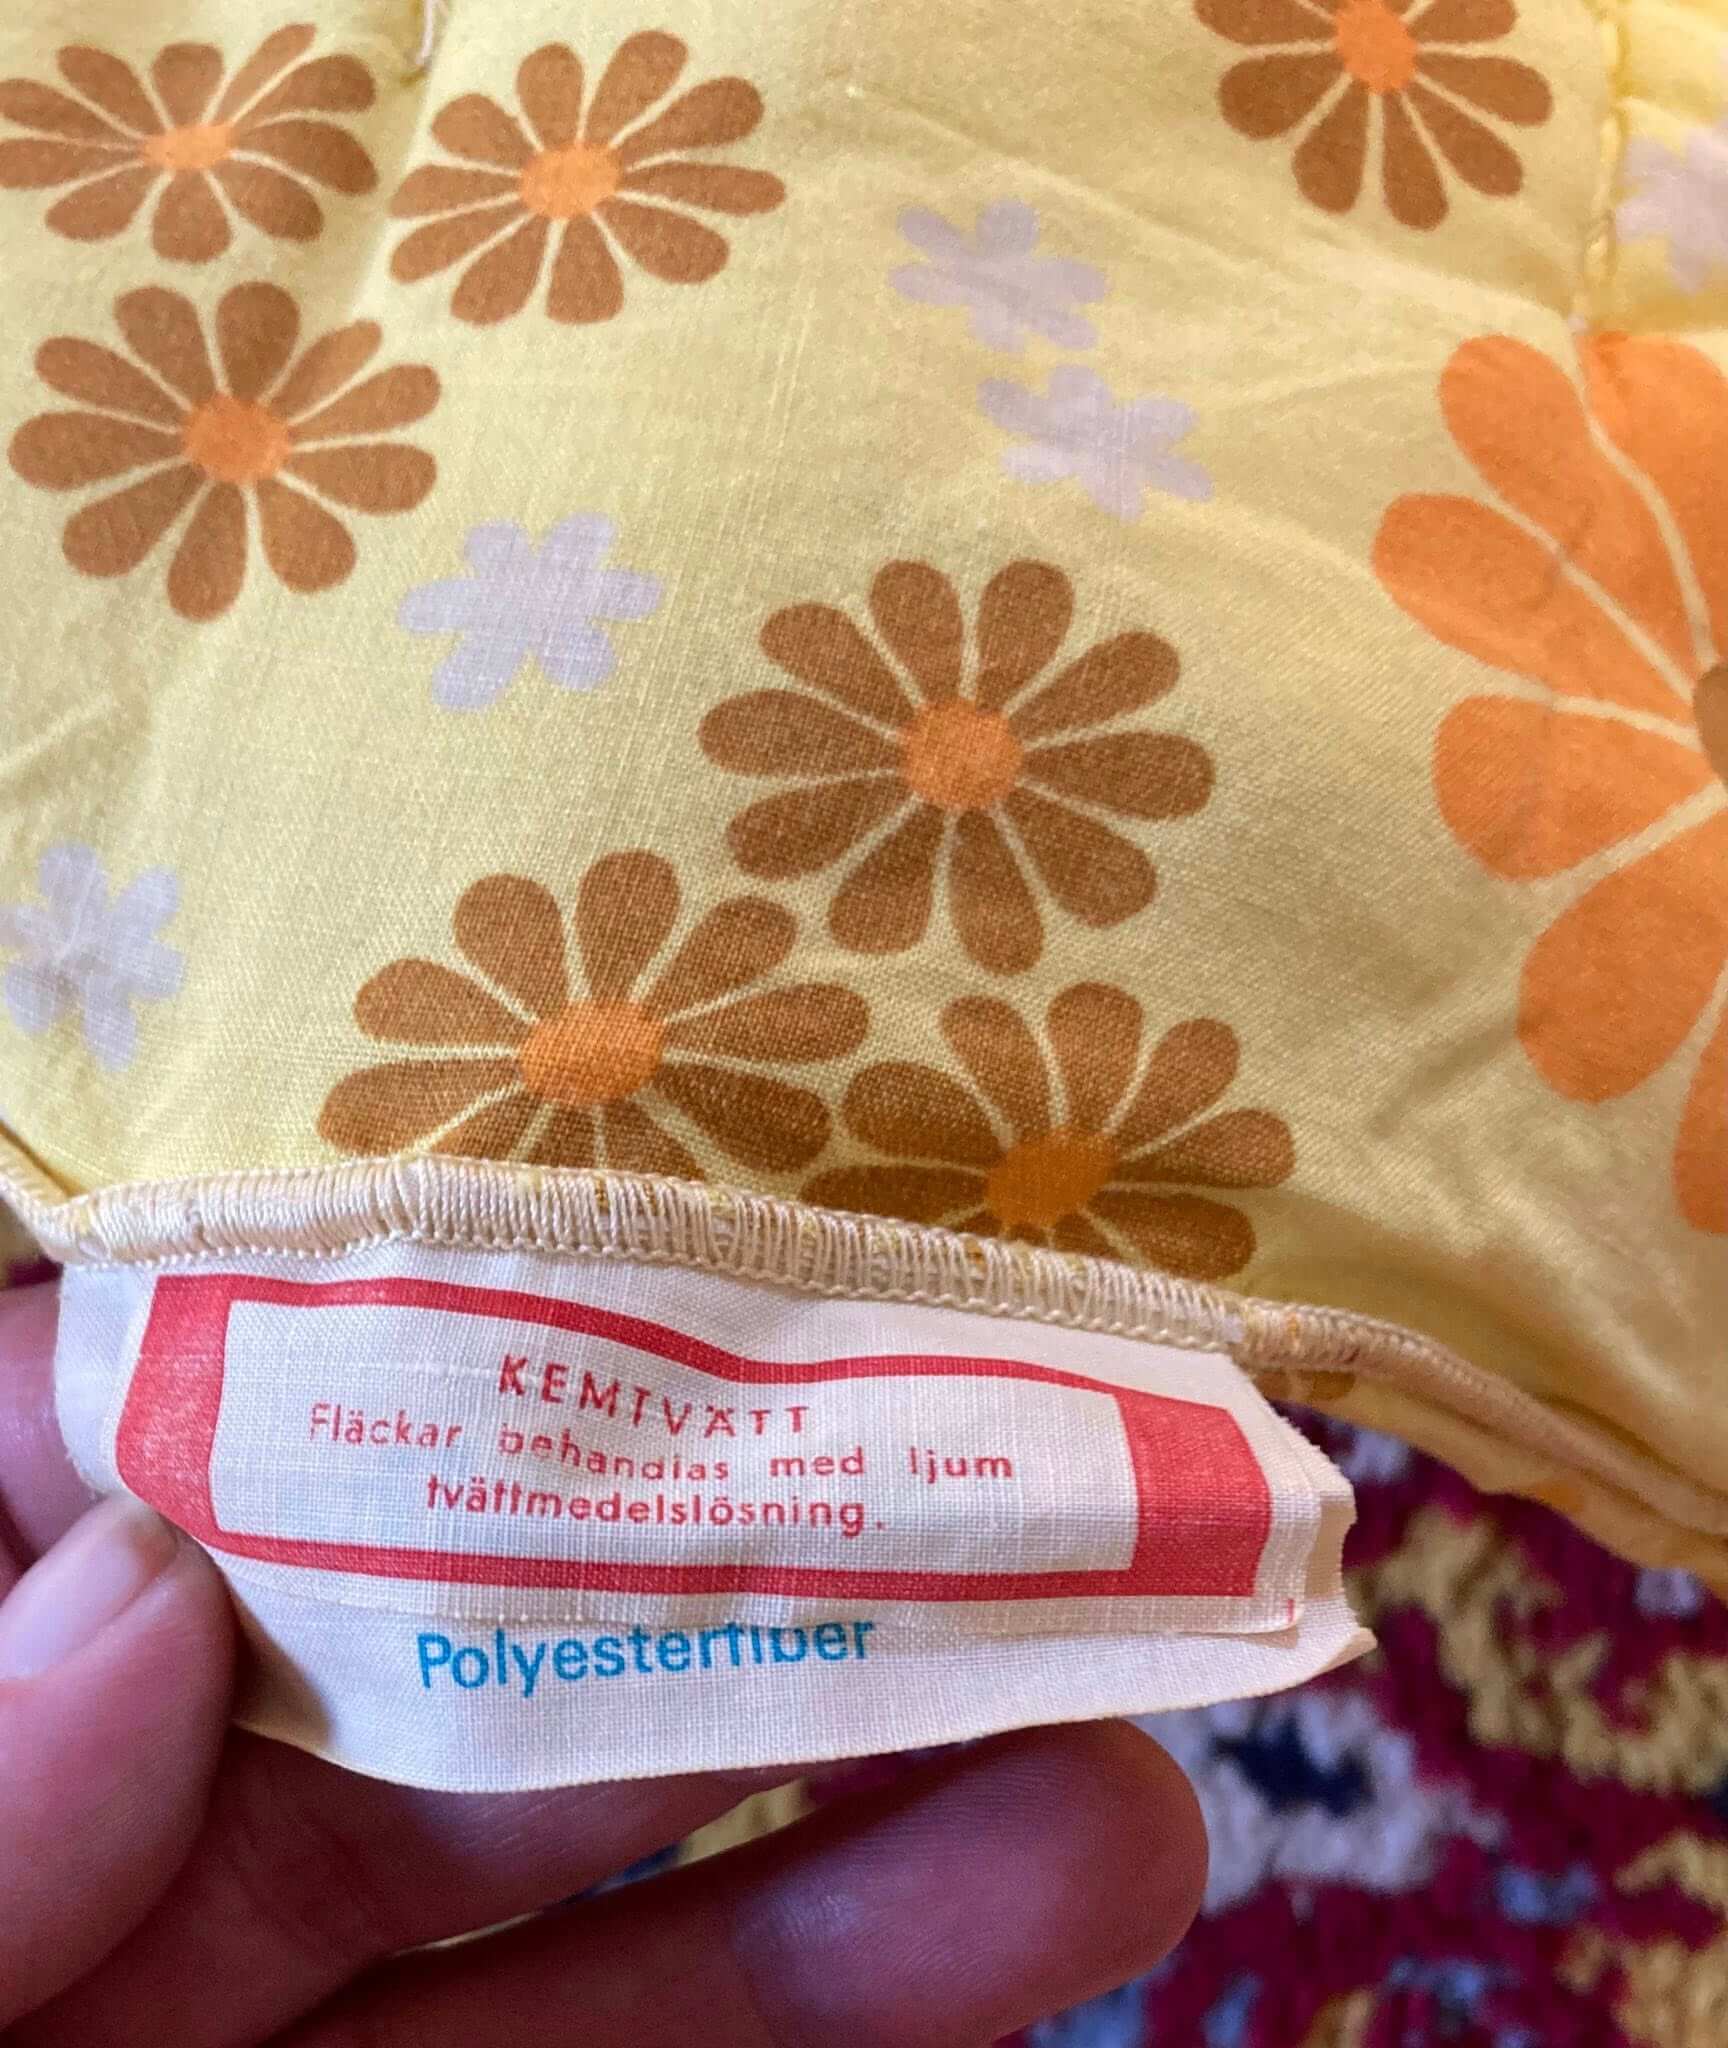 KEMTVÄTT
Fläckar behandlas med ljum
tvättmedelslösning.
Polyesterfiber